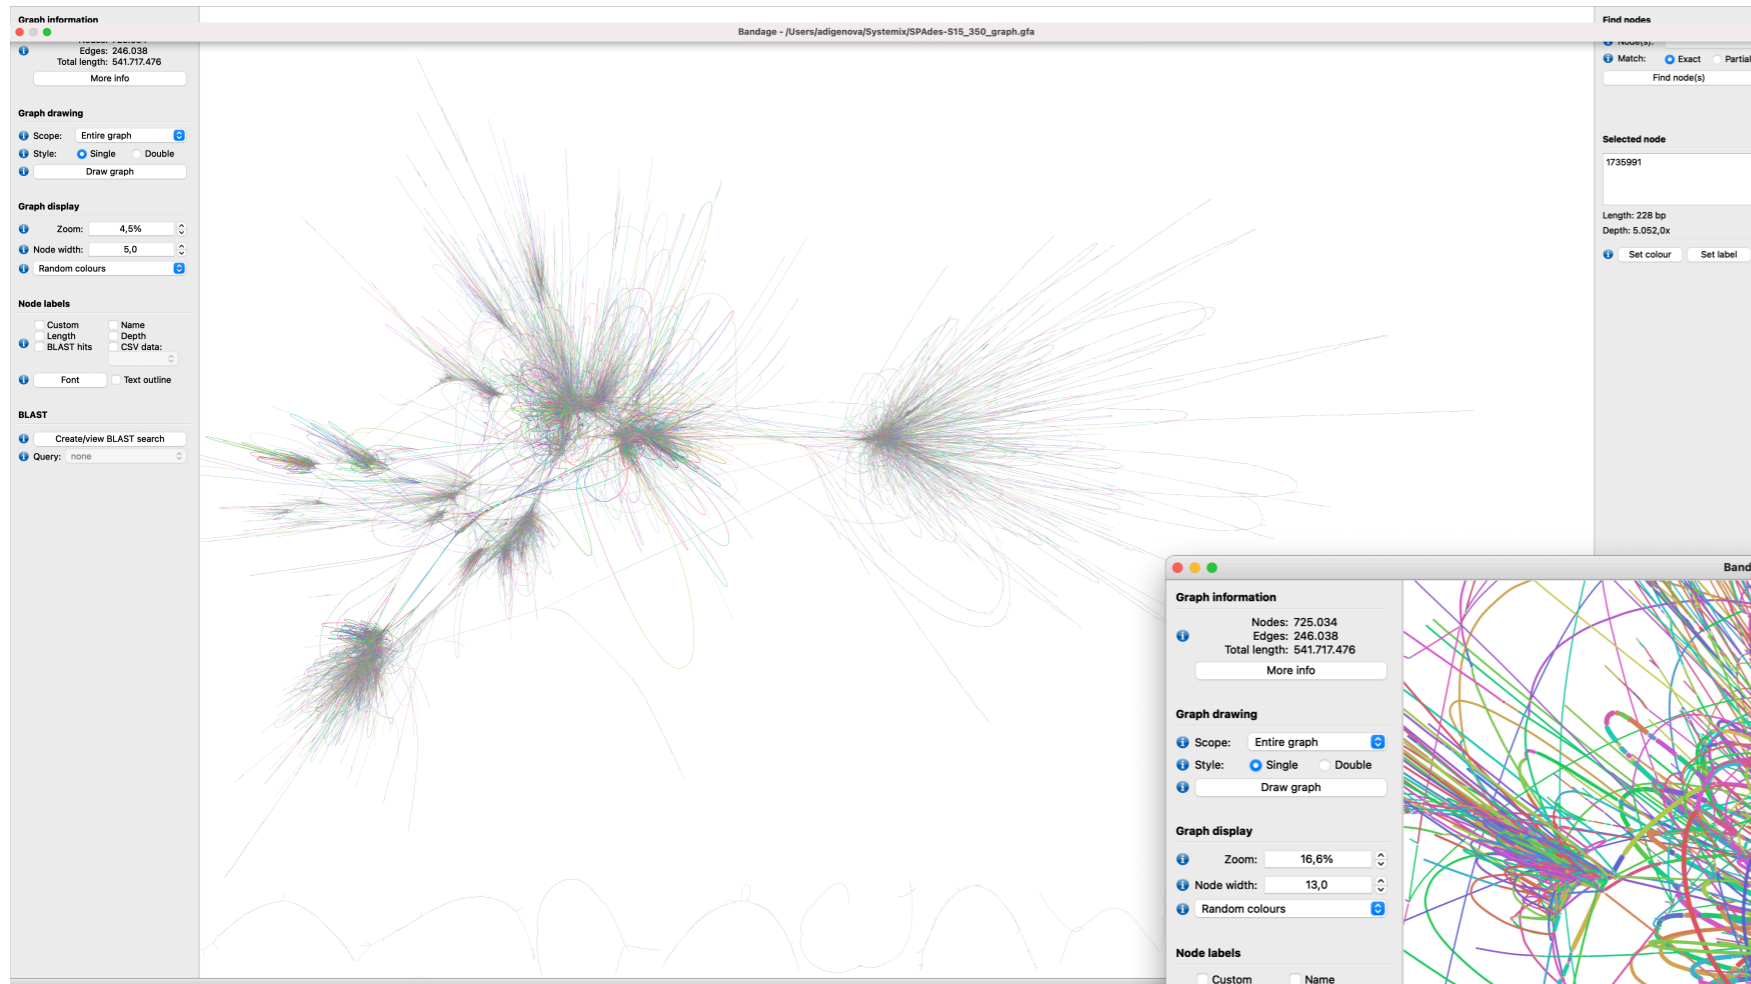 Graph information
Bandage - /Users/adigenova/Systemix/SPAdes-S15_350_graph.gfa
Find nodes
Edges: 246.038
Total length: 541.717.476
More info
Graph drawing
Scope: Entire graph
Style: Single Double
Draw graph
Graph display
Zoom: 4,5%
Node width: 5,0
Random colours
Node labels
Custom Name
Length Depth
BLAST hits CSV data:
Font Text outline
BLAST
Create/view BLAST search
Query: none
Node(s):
Match: Exact Partial
Find node(s)
Selected node
1735991
Length: 228 bp
Depth: 5.052,0x
Set colour Set label
Band
Graph information
Nodes: 725.034
Edges: 246.038
Total length: 541.717.476
More info
Graph drawing
Scope: Entire graph
Style: Single Double
Draw graph
Graph display
Zoom: 16,6%
Node width: 13,0
Random colours
Node labels
Custom Name